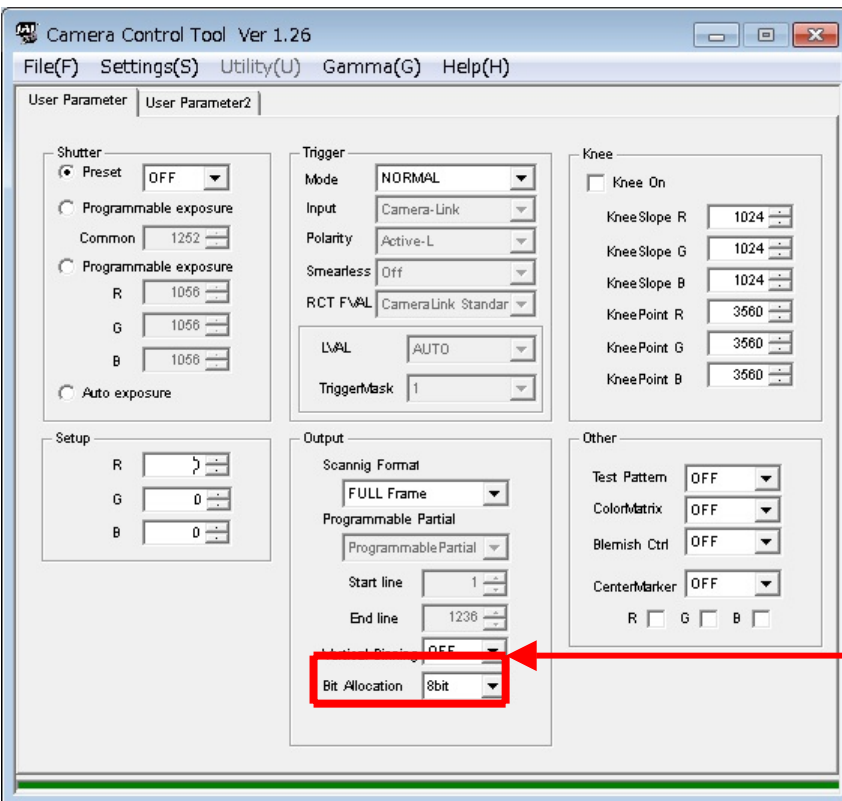 Camera Control Tool Ver 1.26
File(F) Settings(S) Utility(U) Gamma(G) Help(H)
User Parameter User Parameter2
Shutter
Preset OFF
Programmable exposure
Common 1252
Programmable exposure
R 1056
G 1056
B 1056
Auto exposure
Trigger
Mode NORMAL
Input Camera-Link
Polarity Active-L
Smearless Off
RCT FVAL CameraLink Standar
LVAL AUTO
TriggerMask 1
Knee
Knee On
KneeSlope R 1024
KneeSlope G 1024
KneeSlope B 1024
KneePoint R 3560
KneePoint G 3560
KneePoint B 3560
Setup
R
G 0
B 0
Output
Scannig Format
FULL Frame
Programmable Partial
ProgrammablePartial
Start line 1
End line 1236
Vertical Binning OFF
Bit Allocation 8bit
Other
Test Pattern OFF
ColorMatrix OFF
Blemish Ctrl OFF
CenterMarker OFF
R G B